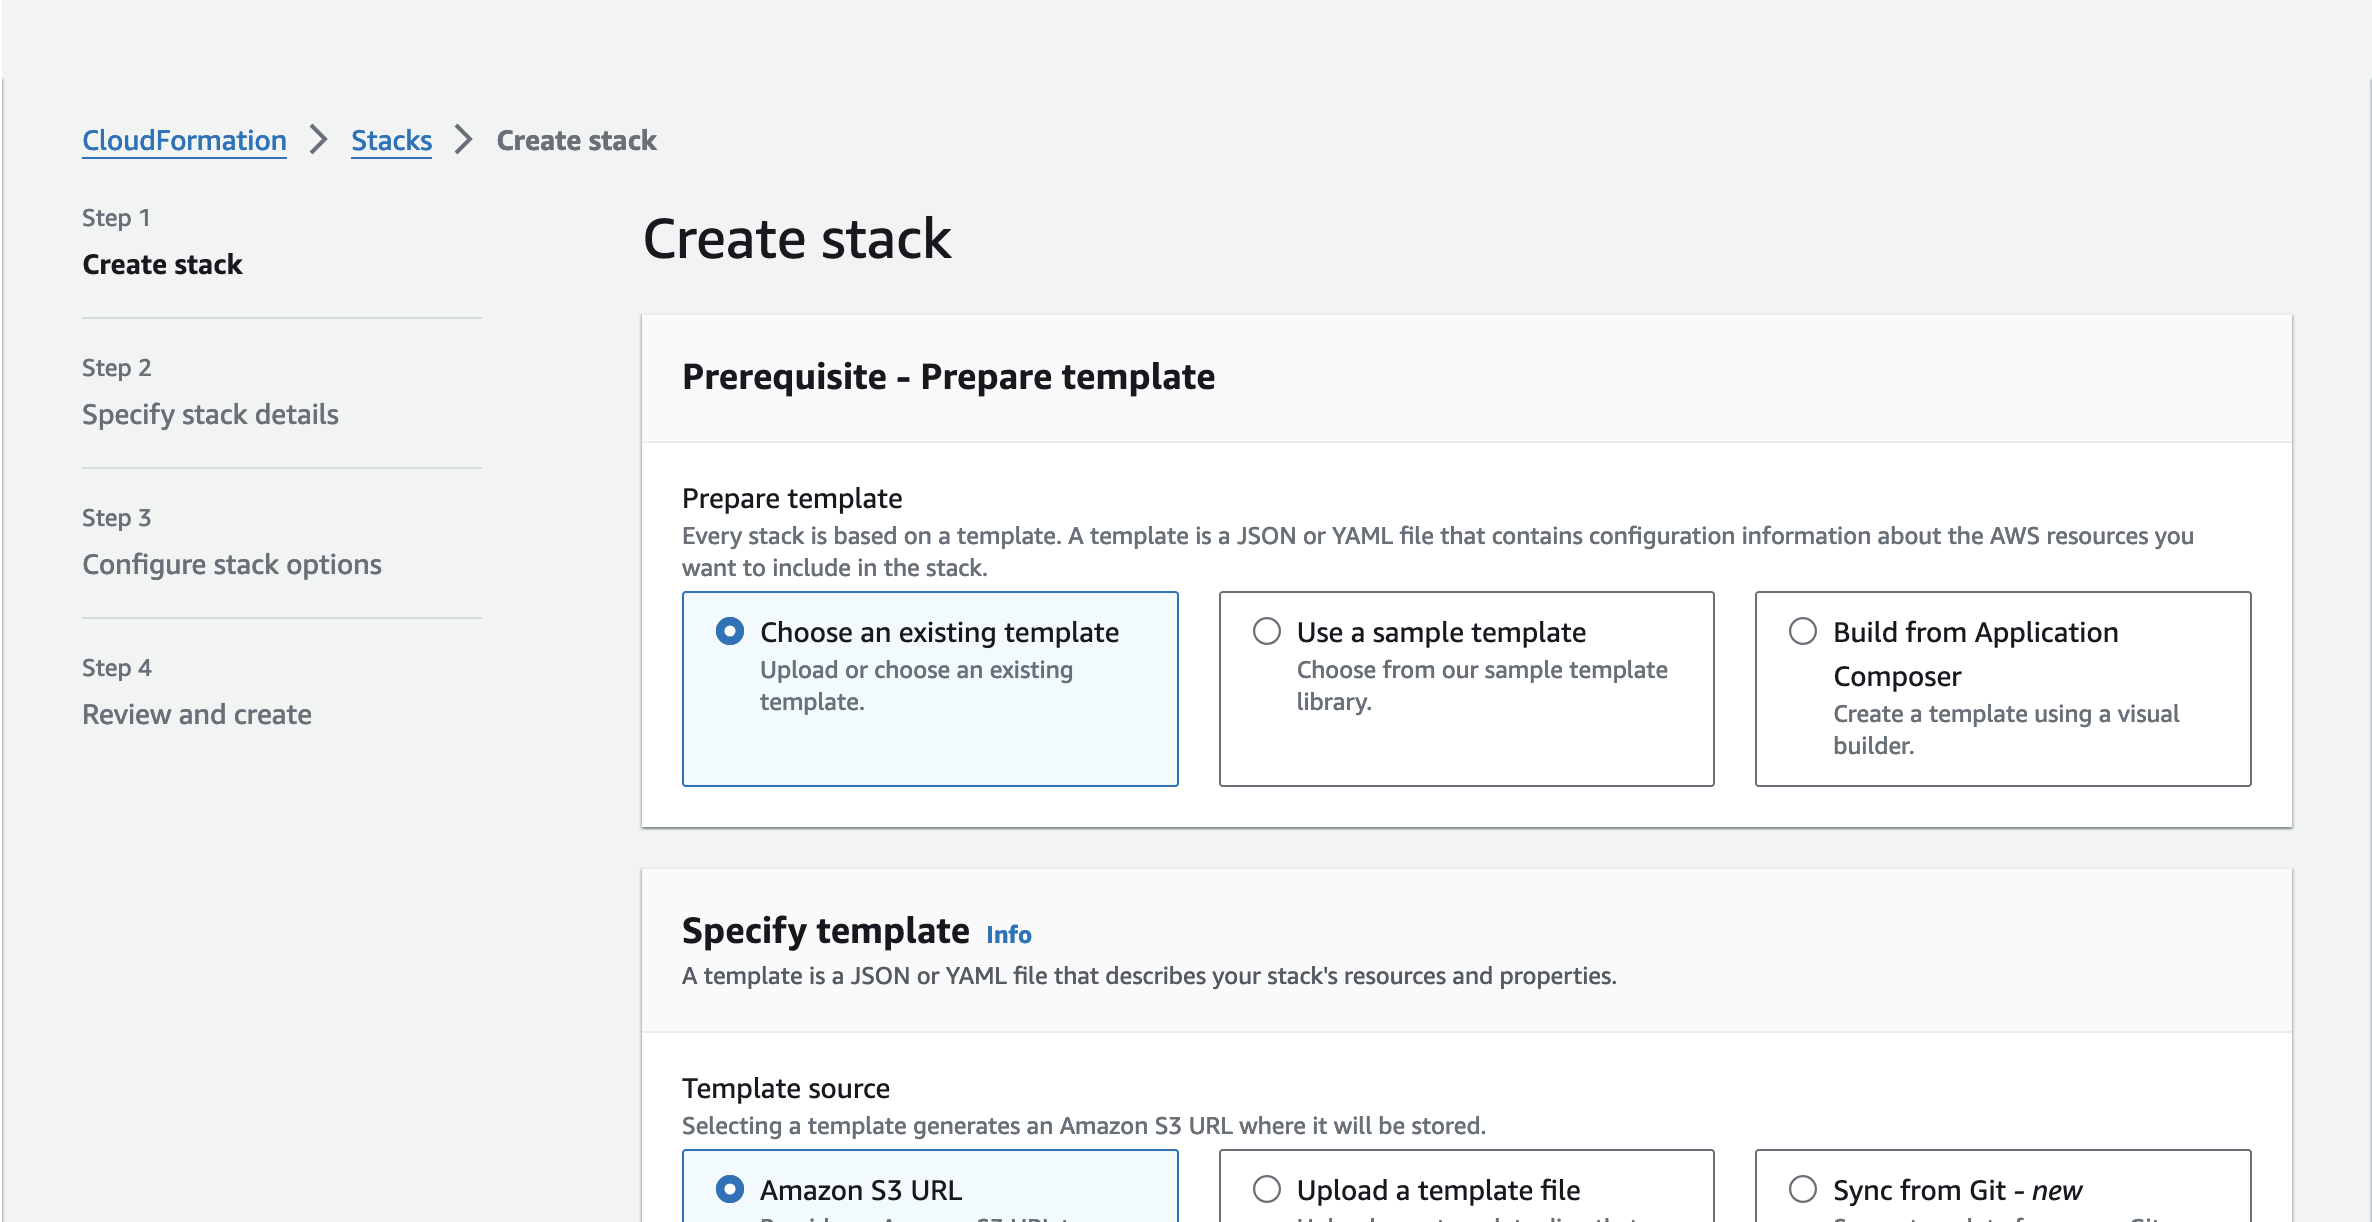 CloudFormation > Stacks > Create stack
Step 1
Create stack
Step 2
Specify stack details
Step 3
Configure stack options
Step 4
Review and create
Create stack
Prerequisite - Prepare template
Prepare template
Every stack is based on a template. A template is a JSON or YAML file that contains configuration information about the AWS resources you
want to include in the stack.
Choose an existing template
Upload or choose an existing
template.
Use a sample template
Choose from our sample template
library.
Build from Application
Composer
Create a template using a visual
builder.
Specify template Info
A template is a JSON or YAML file that describes your stack's resources and properties.
Template source
Selecting a template generates an Amazon S3 URL where it will be stored.
Amazon S3 URL
Upload a template file
Sync from Git - new